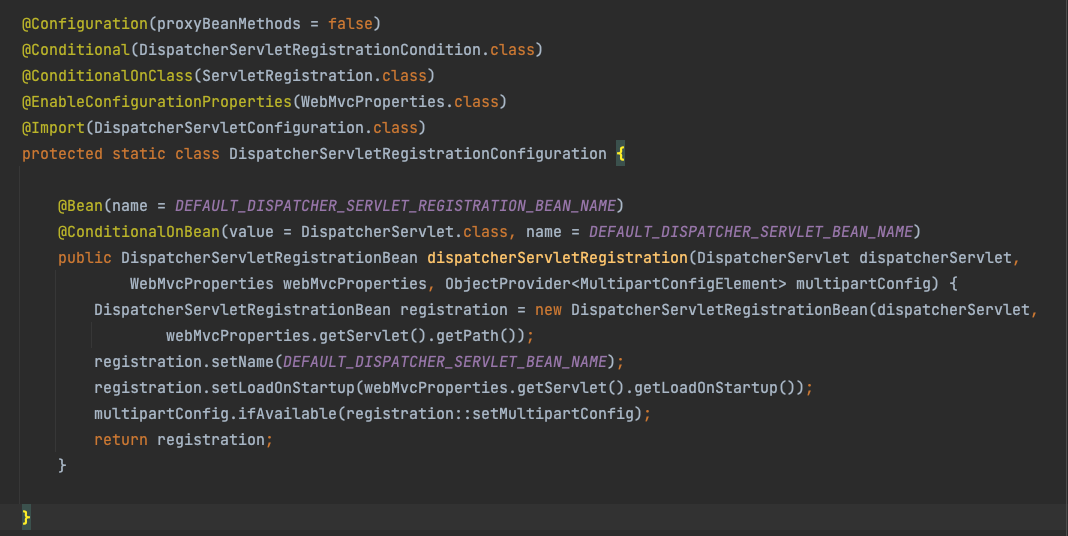 @Configuration(proxyBeanMethods = false)
@Conditional(DispatcherServletRegistrationCondition.class)
@ConditionalOnClass(ServletRegistration.class)
@EnableConfigurationProperties(WebMvcProperties.class)
@Import(DispatcherServletConfiguration.class)
protected static class DispatcherServletRegistrationConfiguration {
@Bean(name = DEFAULT_DISPATCHER_SERVLET_REGISTRATION_BEAN_NAME)
@ConditionalOnBean(value = DispatcherServlet.class, name = DEFAULT_DISPATCHER_SERVLET_BEAN_NAME)
public DispatcherServletRegistrationBean dispatcherServletRegistration(DispatcherServlet dispatcherServlet,
WebMvcProperties webMvcProperties, ObjectProvider<MultipartConfigElement> multipartConfig) {
DispatcherServletRegistrationBean registration = new DispatcherServletRegistrationBean(dispatcherServlet,
webMvcProperties.getServlet().getPath());
registration.setName(DEFAULT_DISPATCHER_SERVLET_BEAN_NAME);
registration.setLoadOnStartup(webMvcProperties.getServlet().getLoadOnStartup());
multipartConfig.ifAvailable(registration::setMultipartConfig);
return registration;
}
}